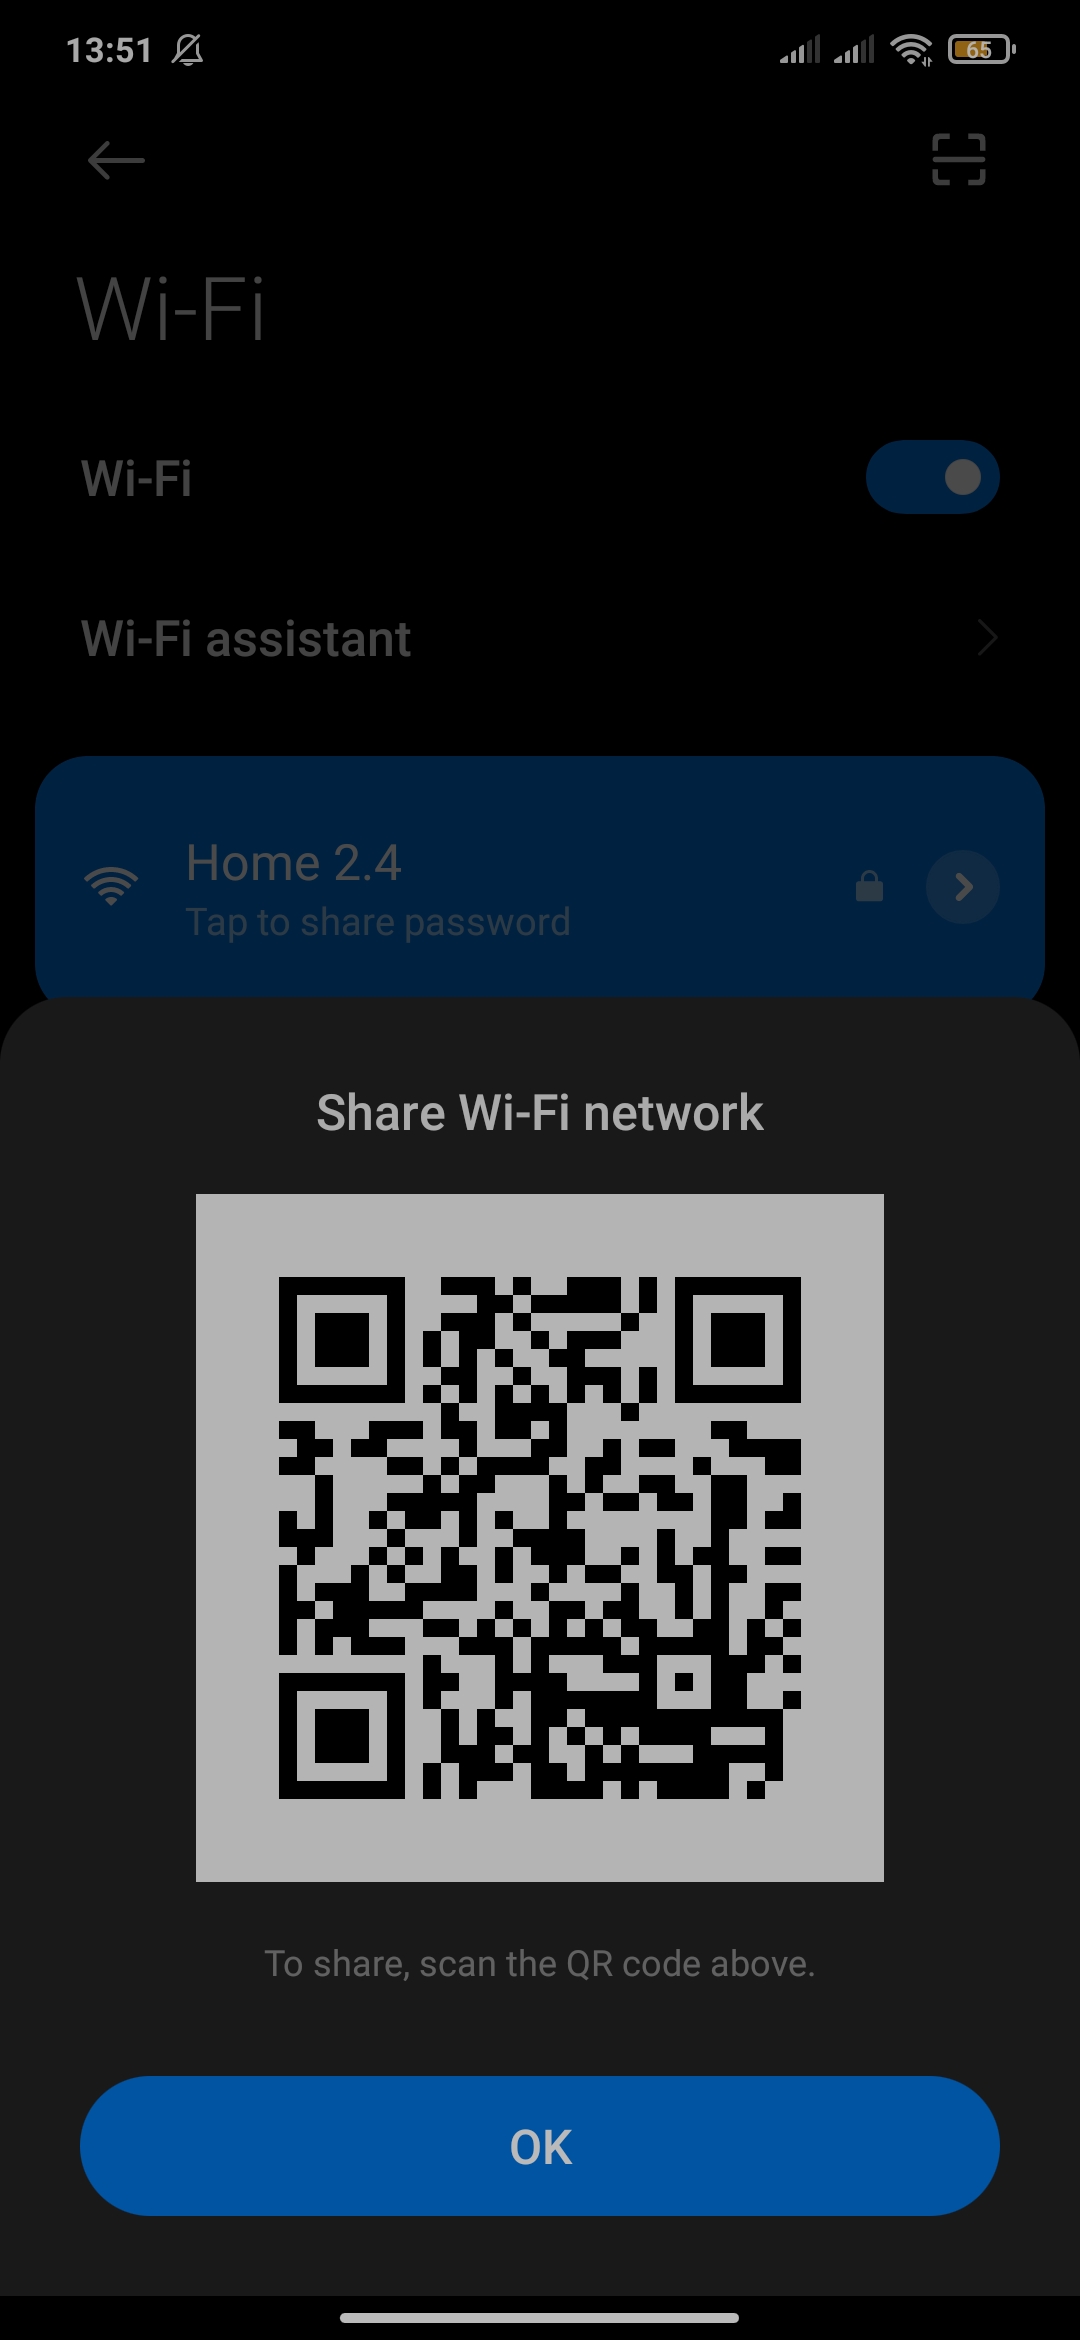 13:51
65
Wi-Fi
Wi-Fi
Wi-Fi assistant
Home 2.4
Tap to share password
Share Wi-Fi network
To share, scan the QR code above.
OK